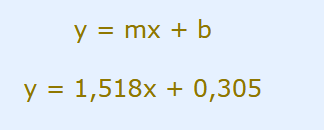 y = mx + b
y = 1,518x + 0,305